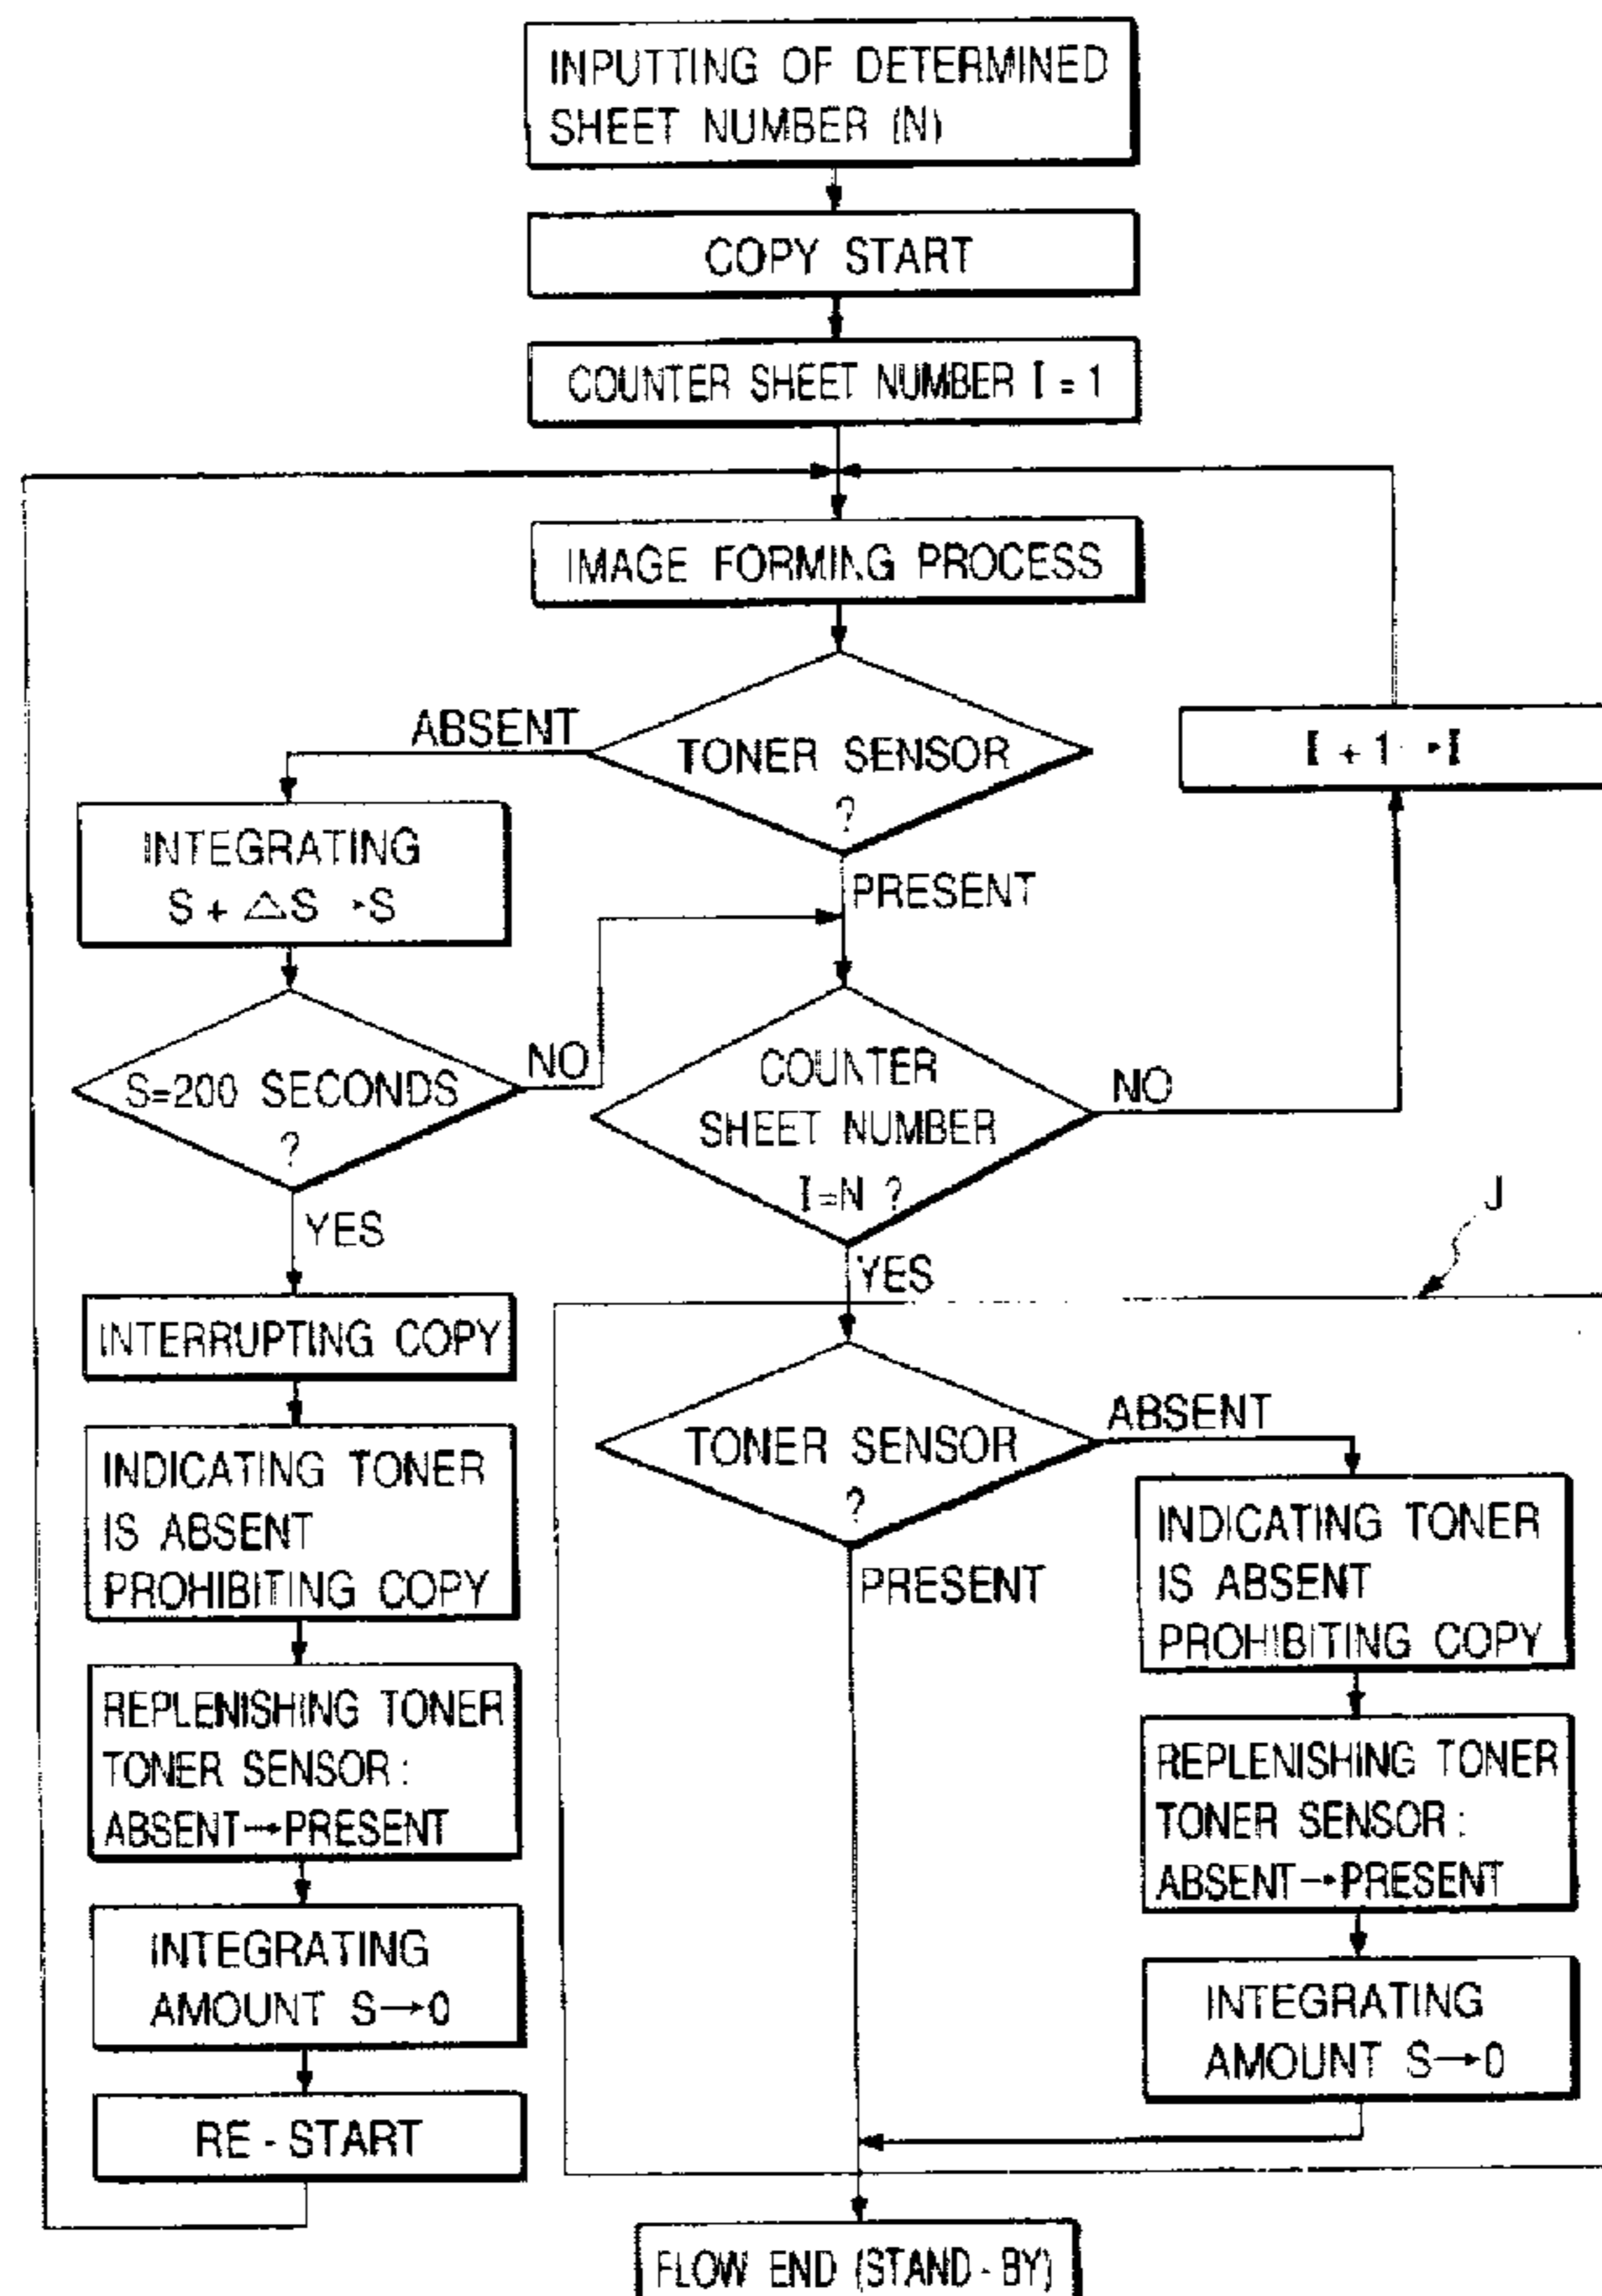 INPUTTING OF DETERMINED
SHEET NUMBER (N)
COPY START
COUNTER SHEET NUMBER I = 1
IMAGE FORMING PROCESS
ABSENT
TONER SENSOR
?
I + 1 → I
INTEGRATING
S + △S → S
PRESENT
S=200 SECONDS
?
NO
COUNTER
SHEET NUMBER
I=N ?
NO
YES
YES
J
INTERRUPTING COPY
INDICATING TONER
IS ABSENT
PROHIBITING COPY
REPLENISHING TONER
TONER SENSOR:
ABSENT→PRESENT
INTEGRATING
AMOUNT S→0
RE - START
TONER SENSOR
?
ABSENT
PRESENT
INDICATING TONER
IS ABSENT
PROHIBITING COPY
REPLENISHING TONER
TONER SENSOR:
ABSENT→PRESENT
INTEGRATING
AMOUNT S→0
FLOW END (STAND - BY)